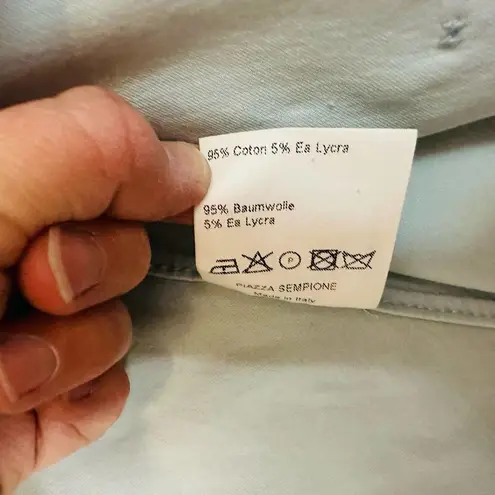 95% Coton 5% Ea Lycra
95% Baumwolle
5% Ea Lycra
P
PIAZZA SEMPIONE
Made in Italy